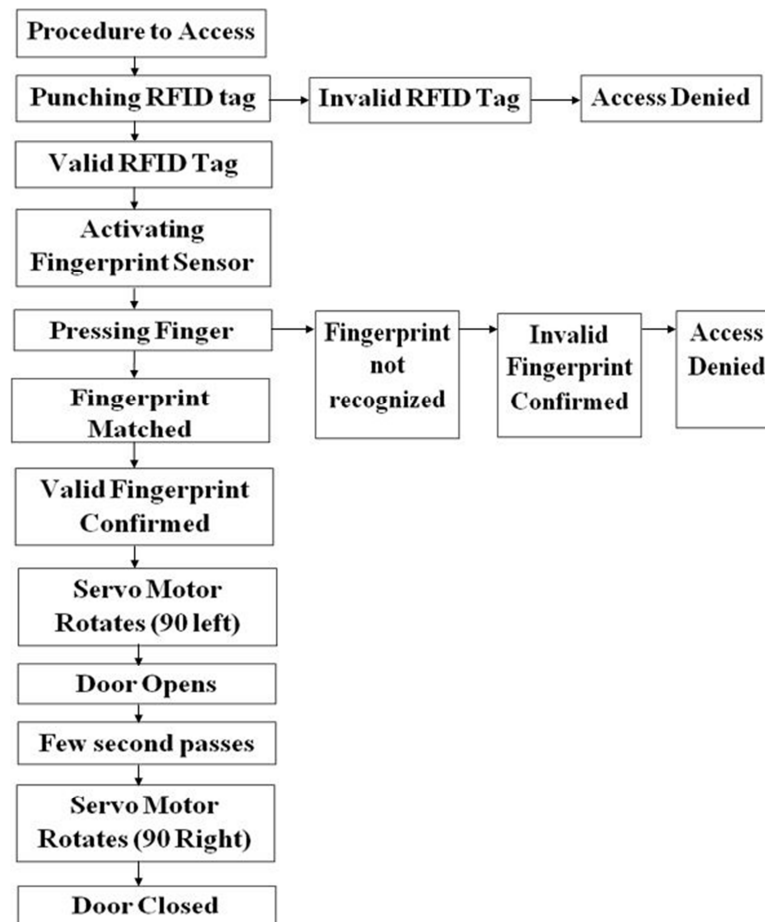 Procedure to Access
Punching RFID tag
Invalid RFID Tag
Access Denied
Valid RFID Tag
Activating
Fingerprint Sensor
Pressing Finger
Fingerprint
not
recognized
Invalid
Fingerprint
Confirmed
Access
Denied
Fingerprint
Matched
Valid Fingerprint
Confirmed
Servo Motor
Rotates (90 left)
Door Opens
Few second passes
Servo Motor
Rotates (90 Right)
Door Closed